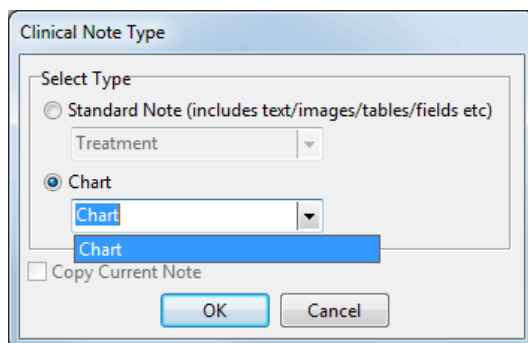 Clinical Note Type
Select Type
Standard Note (includes text/images/tables/fields etc)
Treatment
Chart
Chart
Chart
Copy Current Note
OK Cancel